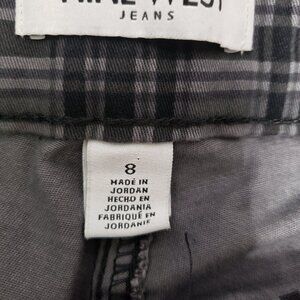 NINE WEST
JEANS
8
MADE IN
JORDAN
HECHO EN
JORDANIA
FABRIQUÉ EN
JORDANIE